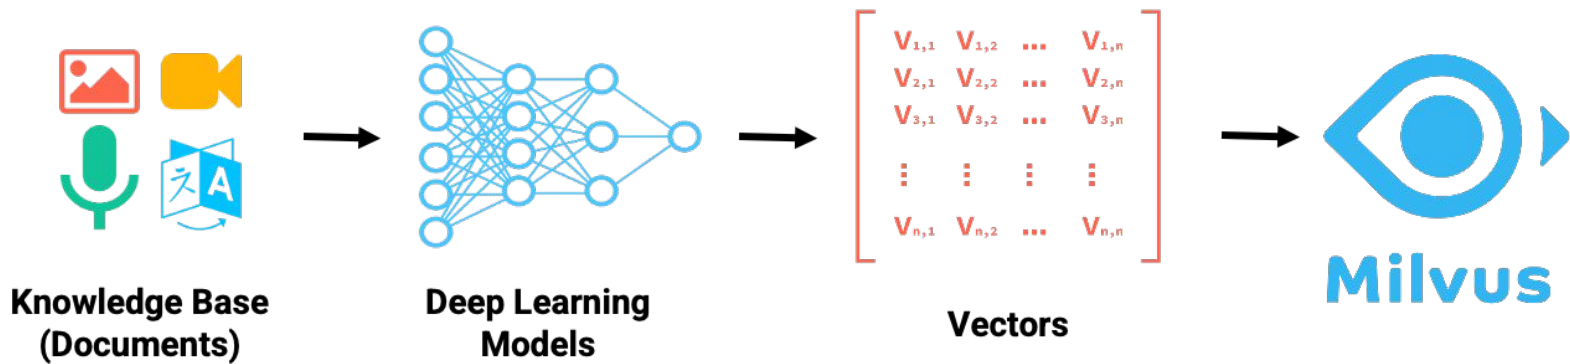 V1,1 V1,2 ... V1,n
V2,1 V2,2 ... V2,n
V3,1 V3,2 ... V3,n
⋮ ⋮ ⋮ ⋮
Vn,1 Vn,2 ... Vn,n
A
Knowledge Base
(Documents)
Deep Learning
Models
Vectors
Milvus